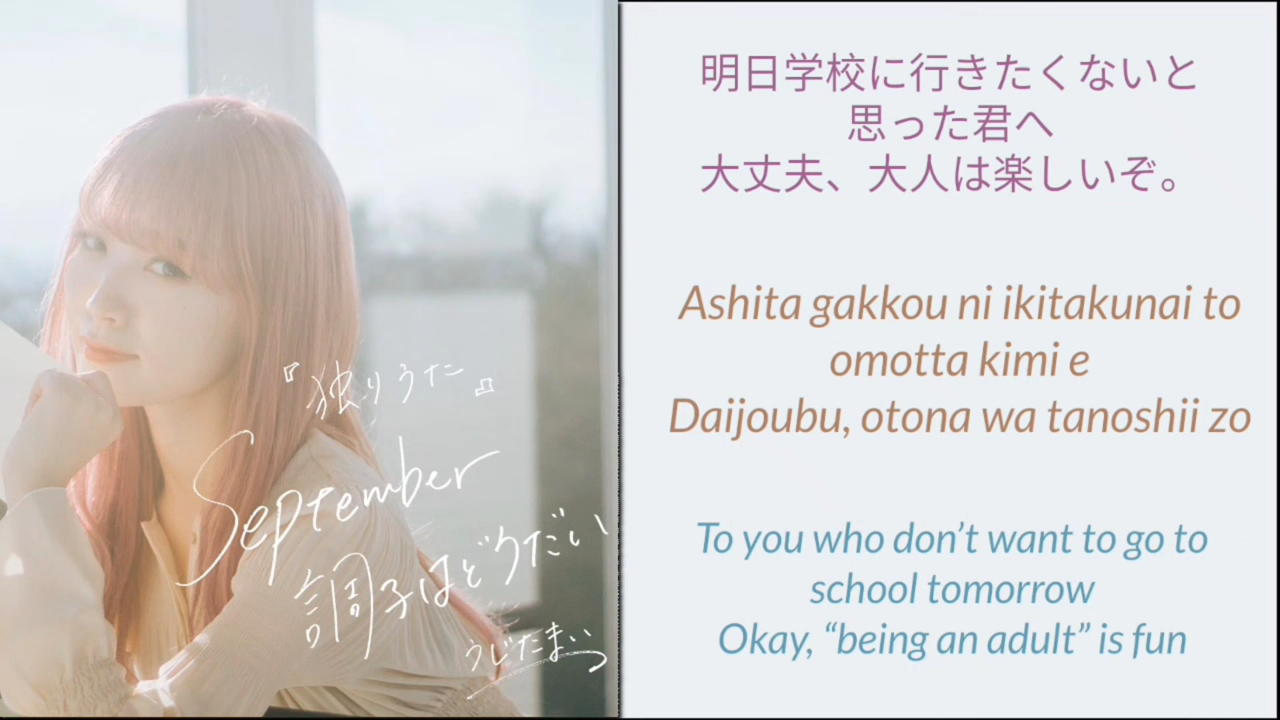 『独りうた』
September
調子はどうだい
うじたまい
明日学校に行きたくないと
思った君へ
大丈夫、大人は楽しいぞ。
Ashita gakkou ni ikitakunai to
omotta kimi e
Daijoubu, otona wa tanoshii zo
To you who don’t want to go to
school tomorrow
Okay, “being an adult” is fun